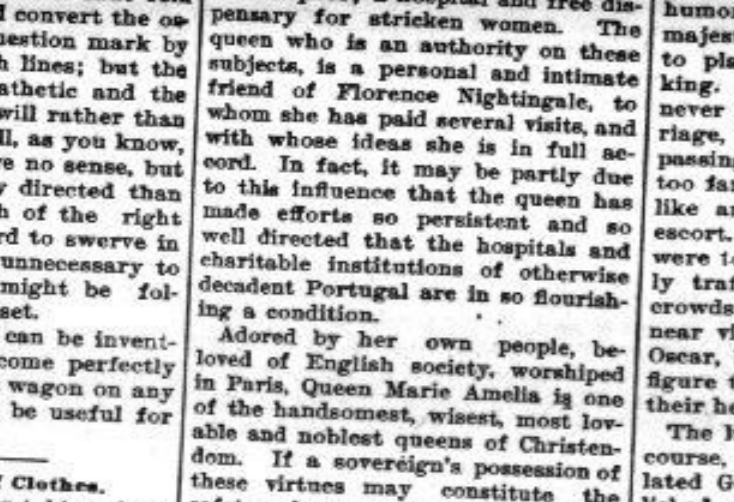 convert the
question mark by
lines; but the
athetic and the
will rather than
as you know,
no sense, but
directed than
of the right
to swerve in
unnecessary to
might be fol-
set.
can be invent-
come perfectly
wagon on any
be useful for
Clothes.
and free dis-
pensary for stricken women. The
queen who is an authority on these
subjects, is a personal and intimate
friend of Florence Nightingale, to
whom she has paid several visits, and
with whose ideas she is in full ac-
cord. In fact, it may be partly due
to this influence that the queen has
made efforts so persistent and so
well directed that the hospitals and
charitable institutions of otherwise
decadent Portugal are in so flourish-
ing a condition.
Adored by her own people, be-
loved of English society, worshiped
in Paris, Queen Marie Amelia is one
of the handsomest, wisest, most lov-
able and noblest queens of Christen-
dom. If a sovereign's possession of
these virtues may constitute the
to
king.
never
riage,
passin
too
like
escort.
were
ly
crowds
near
Oscar,
figure
their
The
course,
lated